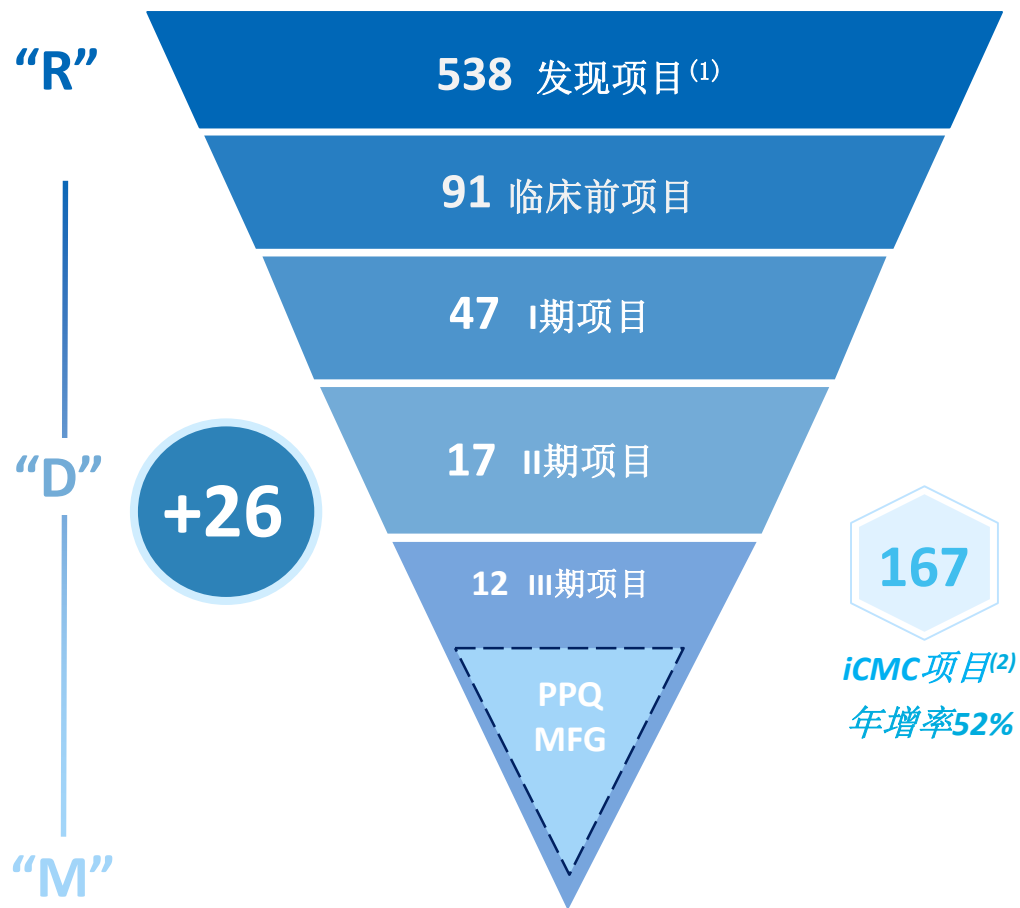 “R”
538 发现项目(1)
91 临床前项目
47 I期项目
17 II期项目
“D”
+26
12 III期项目
167
iCMC项目(2)
年增率52%
PPQ
MFG
“M”